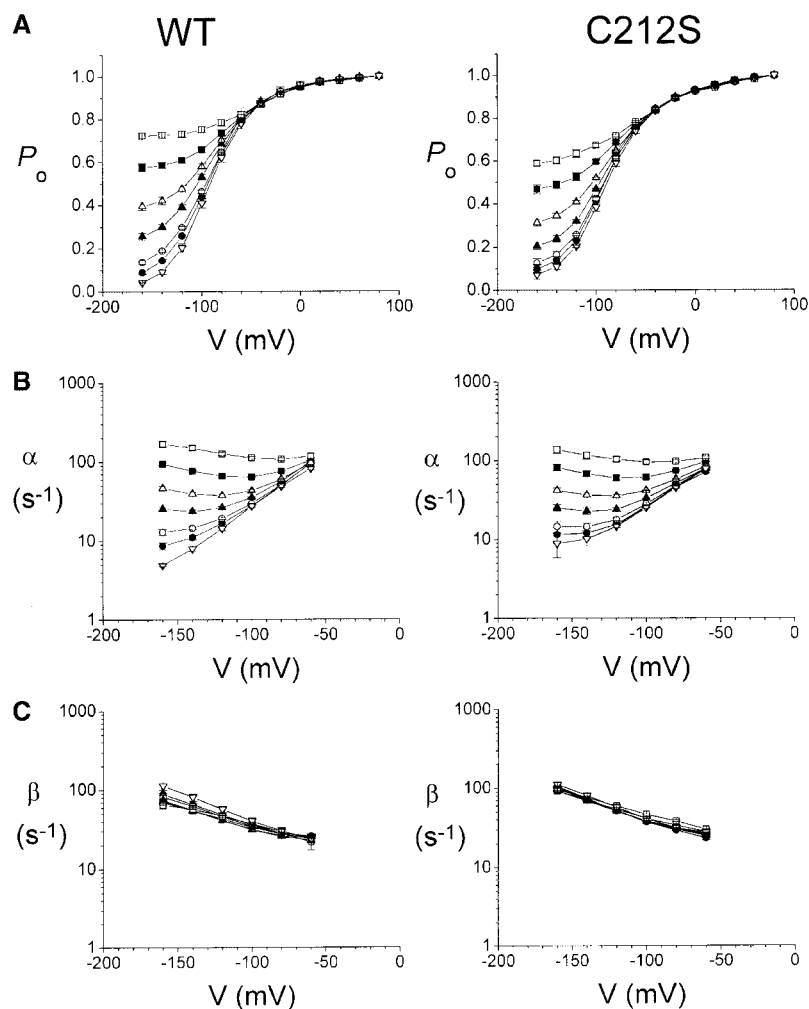 A WT C212S
1.0 1.0
0.8 0.8
Po 0.6 Po 0.6
0.4 0.4
0.2 0.2
0.0 0.0
-200 -100 0 100 -200 -100 0 100
V (mV) V (mV)
B 1000 1000
α 100 α 100
(s-1) 10 (s-1) 10
1 1
-200 -150 -100 -50 0 -200 -150 -100 -50 0
V (mV) V (mV)
C 1000 1000
β 100 β 100
(s-1) 10 (s-1) 10
1 1
-200 -150 -100 -50 0 -200 -150 -100 -50 0
V (mV) V (mV)